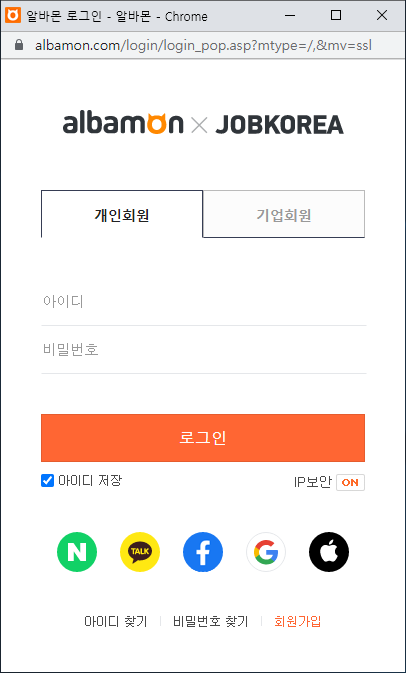 알바몬 로그인 - 알바몬 - Chrome
albamon.com/login/login_pop.asp?mtype=/,&mv=ssl
albamon × JOBKOREA
개인회원 기업회원
아이디
비밀번호
로그인
아이디 저장 IP보안 ON
N TALK f G
아이디 찾기 비밀번호 찾기 회원가입